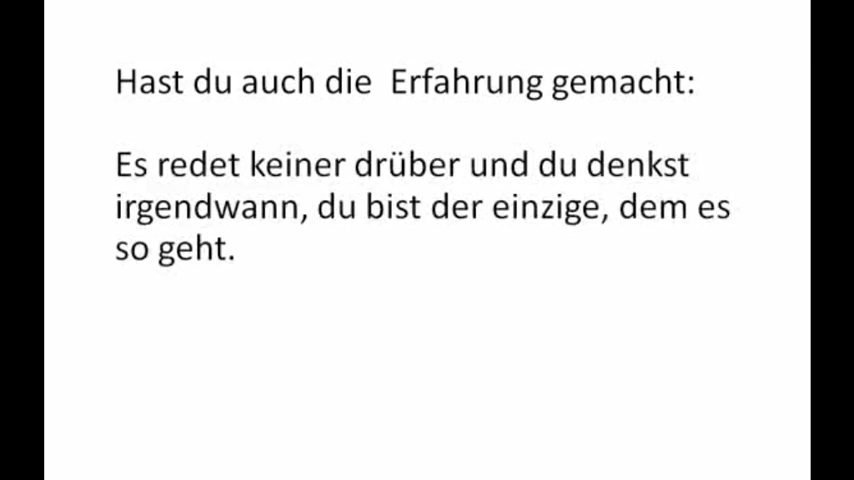 Hast du auch die  Erfahrung gemacht:
Es redet keiner drüber und du denkst
irgendwann, du bist der einzige, dem es
so geht.